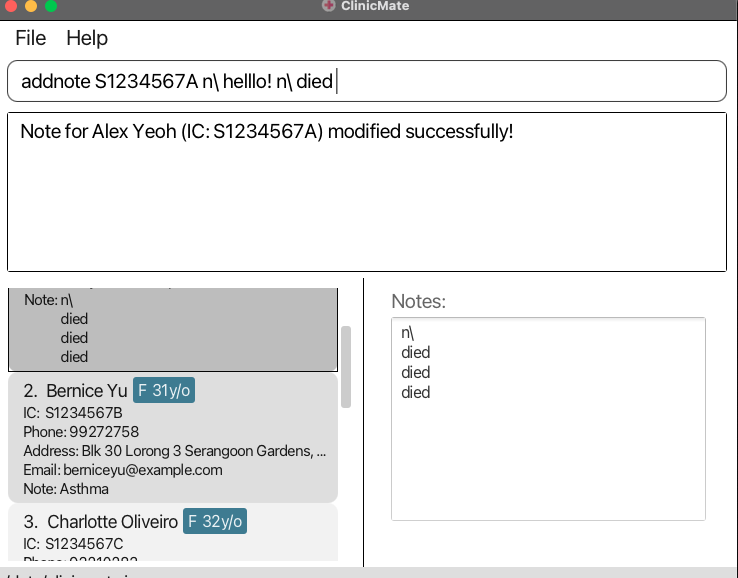 ClinicMate
File Help
addnote S1234567A n\ helllo! n\ died
Note for Alex Yeoh (IC: S1234567A) modified successfully!
Note: n\
died
died
died
2. Bernice Yu F 31y/o
IC: S1234567B
Phone: 99272758
Address: Blk 30 Lorong 3 Serangoon Gardens, ...
Email: berniceyu@example.com
Note: Asthma
3. Charlotte Oliveiro F 32y/o
IC: S1234567C
Notes:
n\
died
died
died